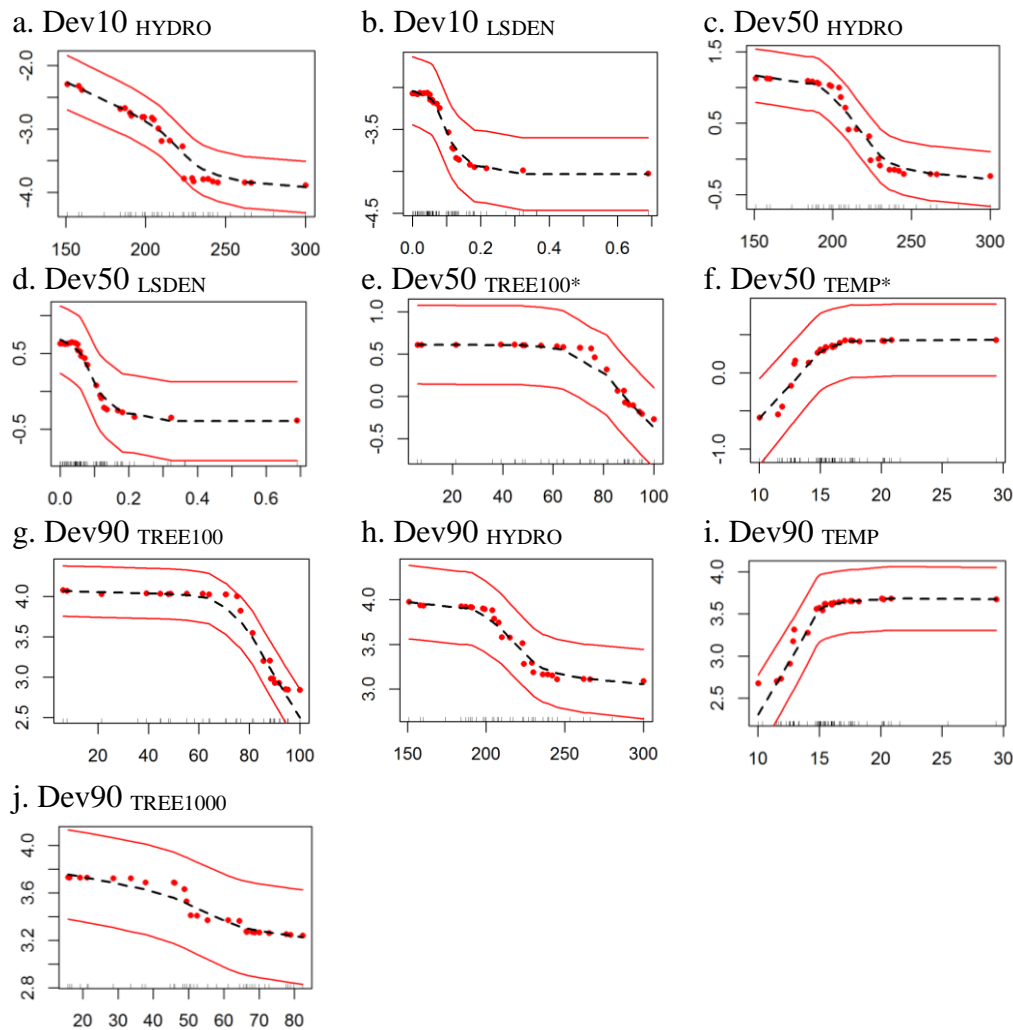 a. Dev10 HYDRO
-2.0
-3.0
-4.0
150 200 250 300
b. Dev10 LSDEN
-3.5
-4.5
0.0 0.2 0.4 0.6
c. Dev50 HYDRO
1.5
0.5
-0.5
150 200 250 300
d. Dev50 LSDEN
0.5
-0.5
0.0 0.2 0.4 0.6
e. Dev50 TREE100*
1.0
0.5
0.0
-0.5
20 40 60 80 100
f. Dev50 TEMP*
0.0
-1.0
10 15 20 25 30
g. Dev90 TREE100
4.0
3.5
3.0
2.5
0 20 40 60 80 100
h. Dev90 HYDRO
4.0
3.5
3.0
150 200 250 300
i. Dev90 TEMP
4.0
3.5
3.0
2.5
10 15 20 25 30
j. Dev90 TREE1000
4.0
3.6
3.2
2.8
20 30 40 50 60 70 80